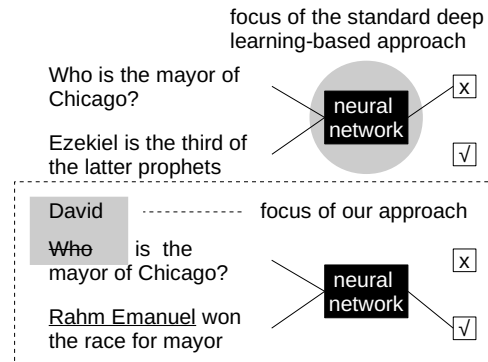 focus of the standard deep
learning-based approach
Who is the mayor of
Chicago?
neural
network
x
Ezekiel is the third of
the latter prophets
√
David
focus of our approach
Who is the
mayor of Chicago?
neural
network
x
Rahm Emanuel won
the race for mayor
√